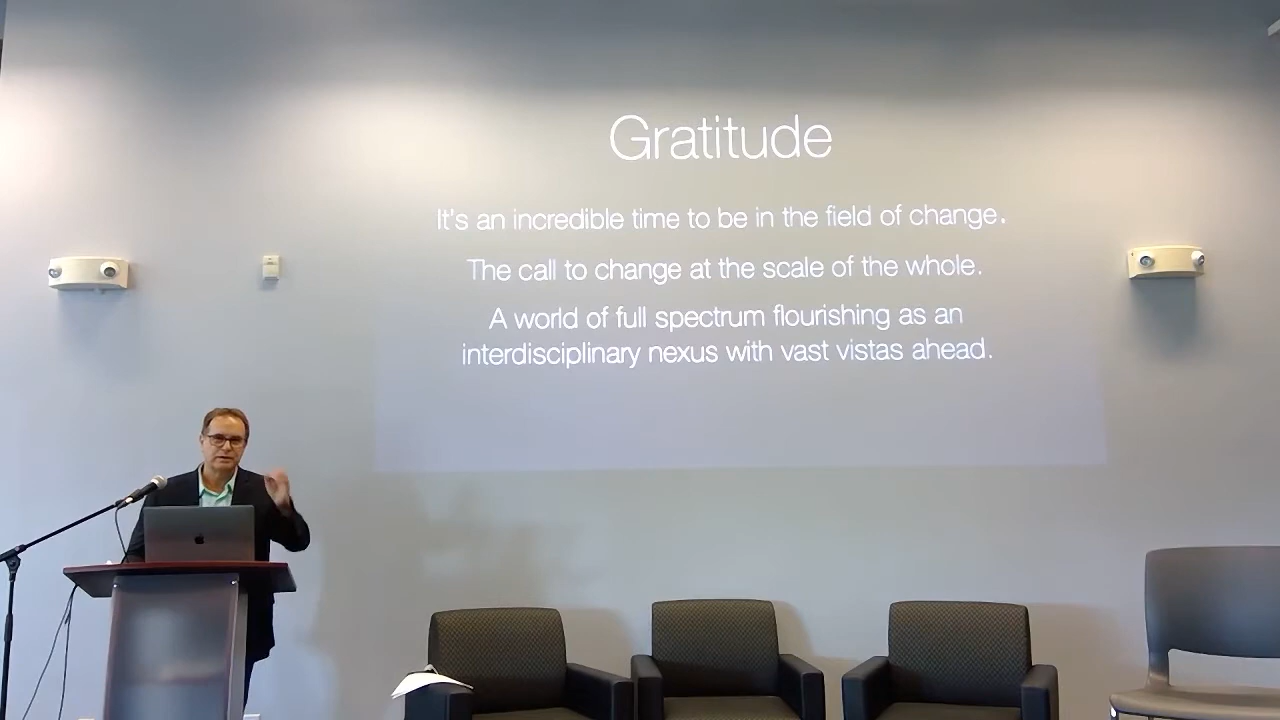 Gratitude
It's an incredible time to be in the field of change.
The call to change at the scale of the whole.
A world of full spectrum flourishing as an
interdisciplinary nexus with vast vistas ahead.